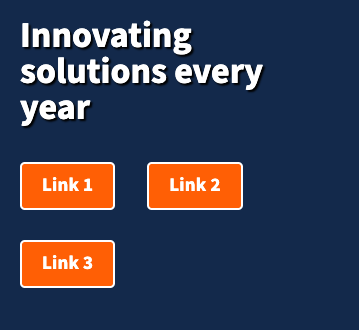 Innovating
solutions every
year
Link 1
Link 2
Link 3